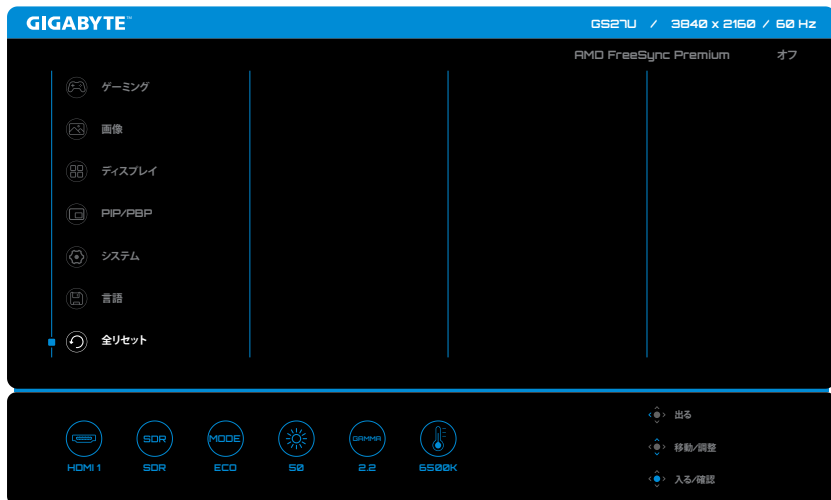 GIGABYTE™
GS27U / 3840 x 2160 / 60 Hz
AMD FreeSync Premium オフ
ゲーミング
画像
ディスプレイ
PIP/PBP
システム
言語
全リセット
出る
移動/調整
入る/確認
SDR
MODE
GAMMA
HDMI 1
SDR
ECO
50
2.2
6500K